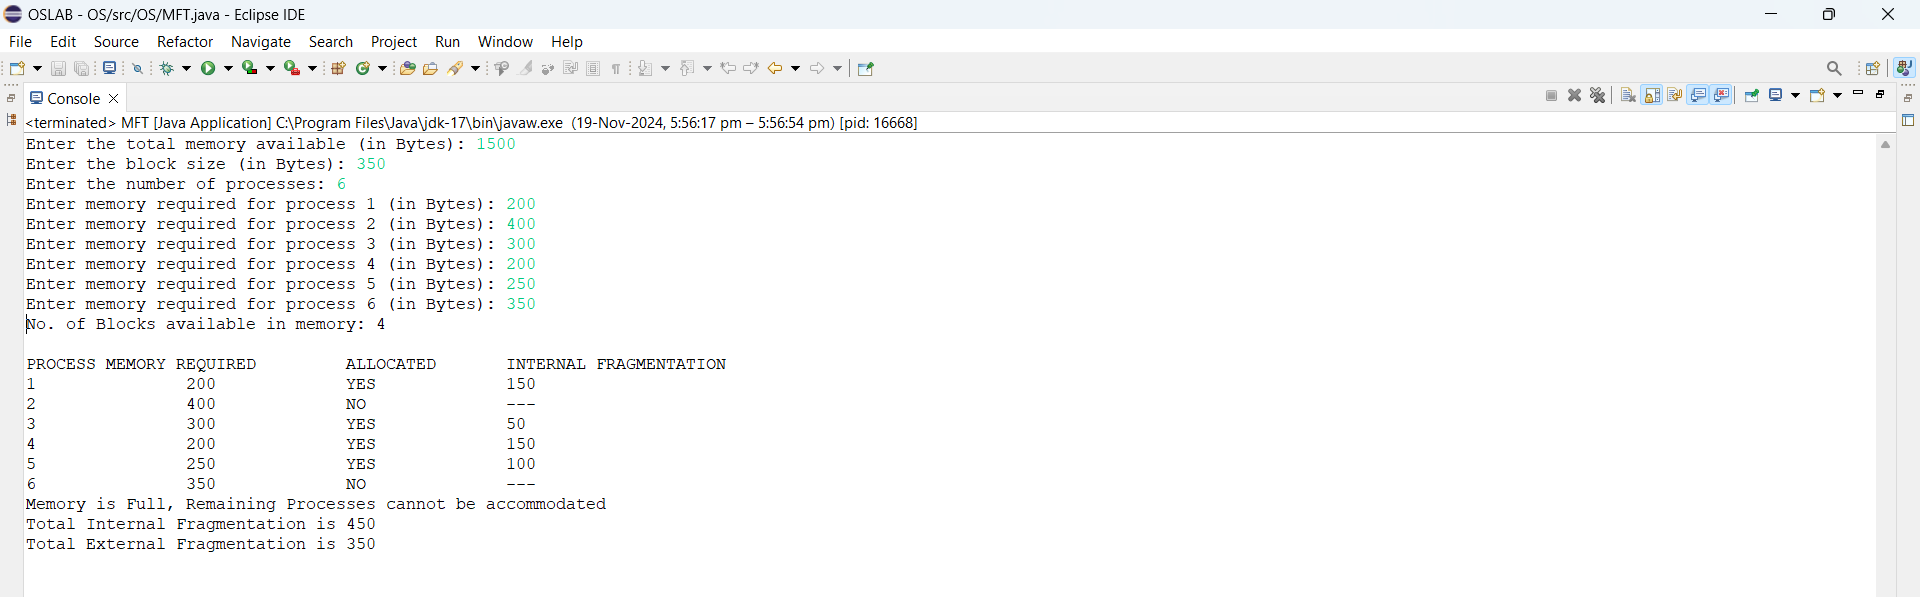 OSLAB - OS/src/OS/MFT.java - Eclipse IDE
File Edit Source Refactor Navigate Search Project Run Window Help
Console
<terminated> MFT [Java Application] C:\Program Files\Java\jdk-17\bin\javaw.exe (19-Nov-2024, 5:56:17 pm – 5:56:54 pm) [pid: 16668]
Enter the total memory available (in Bytes): 1500
Enter the block size (in Bytes): 350
Enter the number of processes: 6
Enter memory required for process 1 (in Bytes): 200
Enter memory required for process 2 (in Bytes): 400
Enter memory required for process 3 (in Bytes): 300
Enter memory required for process 4 (in Bytes): 200
Enter memory required for process 5 (in Bytes): 250
Enter memory required for process 6 (in Bytes): 350
No. of Blocks available in memory: 4
PROCESS MEMORY REQUIRED ALLOCATED INTERNAL FRAGMENTATION
1 200 YES 150
2 400 NO ---
3 300 YES 50
4 200 YES 150
5 250 YES 100
6 350 NO ---
Memory is Full, Remaining Processes cannot be accommodated
Total Internal Fragmentation is 450
Total External Fragmentation is 350